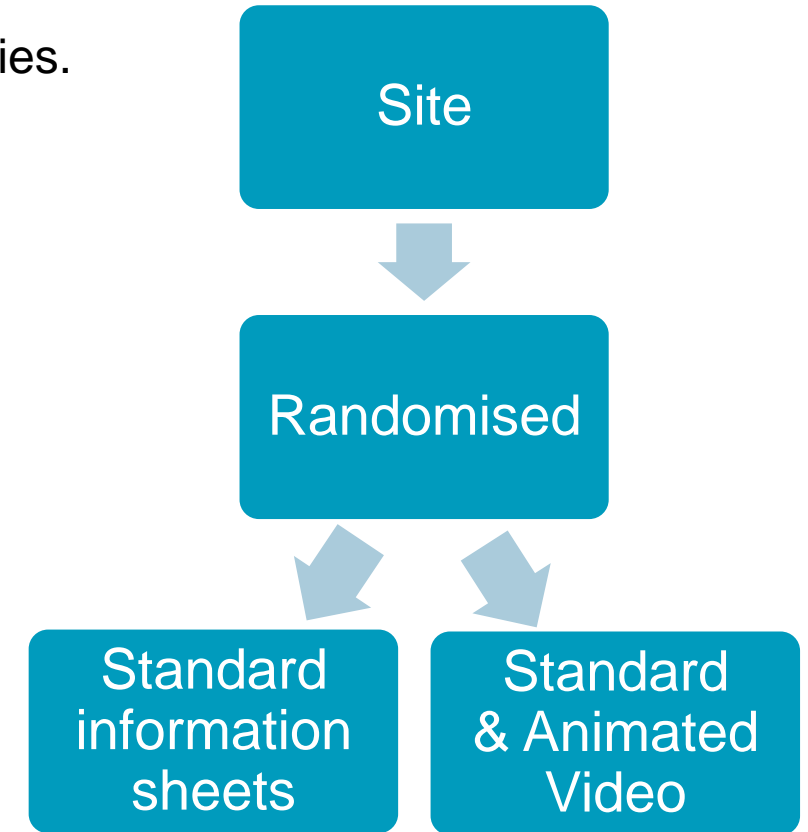 ies.
Site
Randomised
Standard
information
sheets
Standard
& Animated
Video